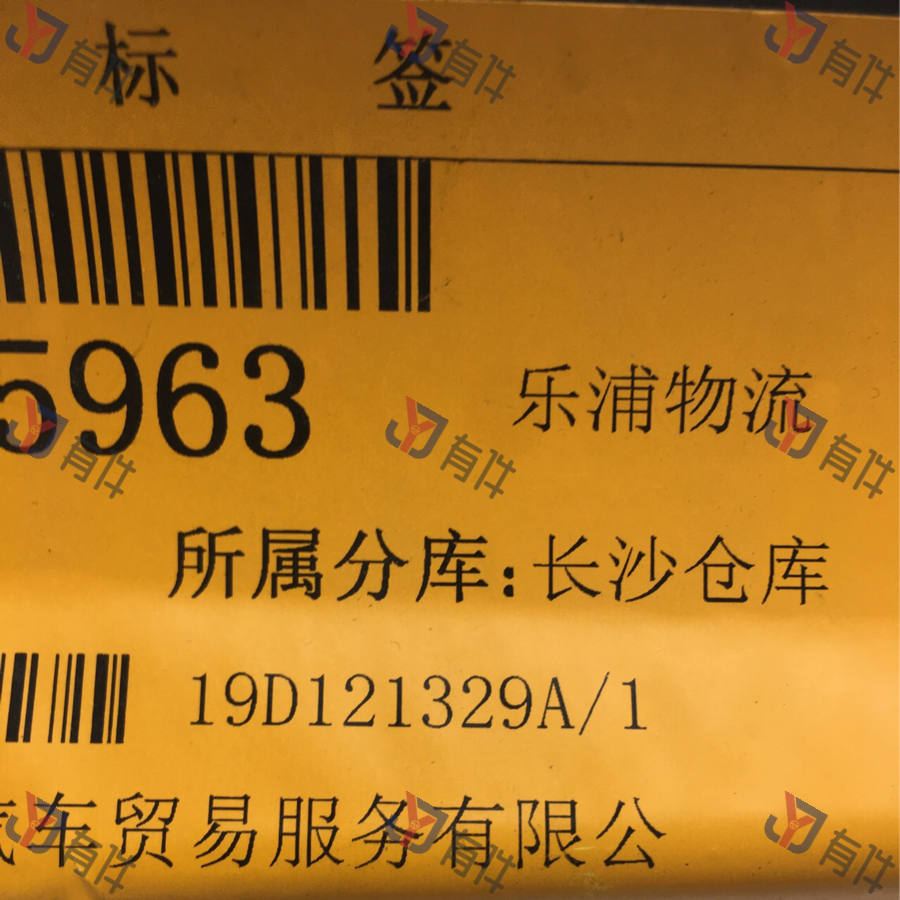 标 签
5963 乐浦物流
所属分库:长沙仓库
19D121329A/1
汽车贸易服务有限公